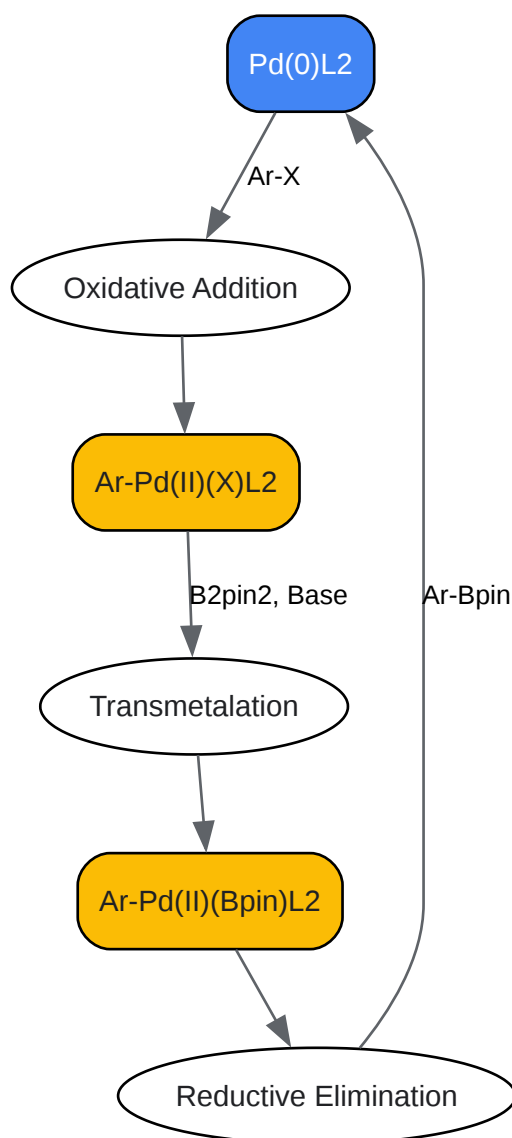 Pd(0)L2
Ar-X
Oxidative Addition
Ar-Pd(II)(X)L2
B2pin2, Base
Ar-Bpin
Transmetalation
Ar-Pd(II)(Bpin)L2
Reductive Elimination